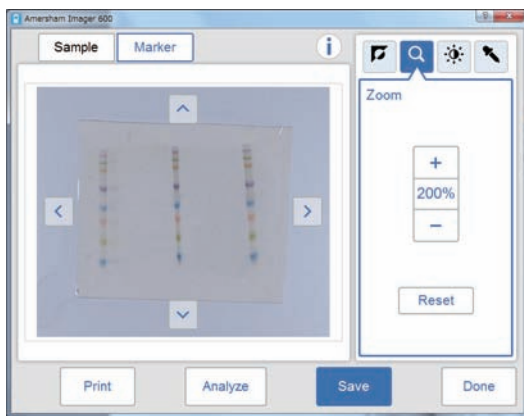 Amersham Imager 600
Sample
Marker
i
Zoom
+
200%
−
Reset
Print
Analyze
Save
Done